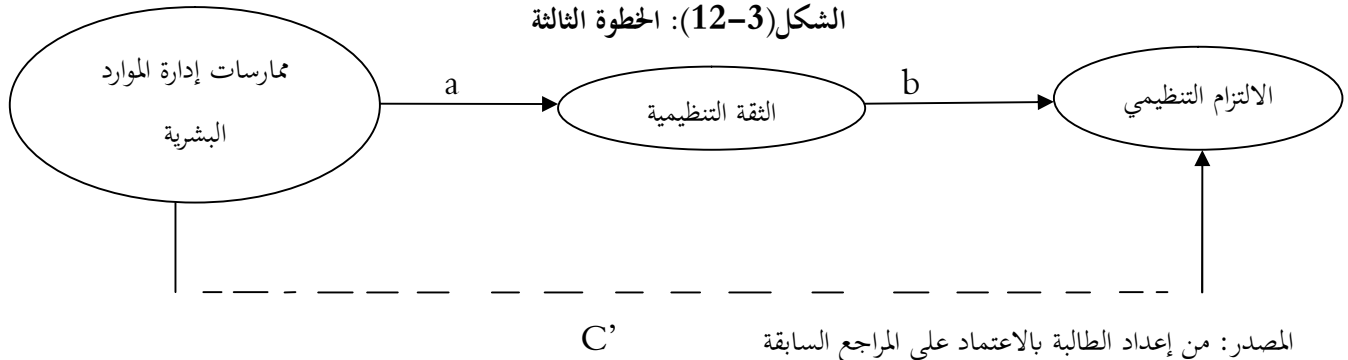 الشكل(3-12): الخطوة الثالثة
ممارسات إدارة الموارد
البشرية
a
الثقة التنظيمية
b
الالتزام التنظيمي
C’
المصدر: من إعداد الطالبة بالاعتماد على المراجع السابقة